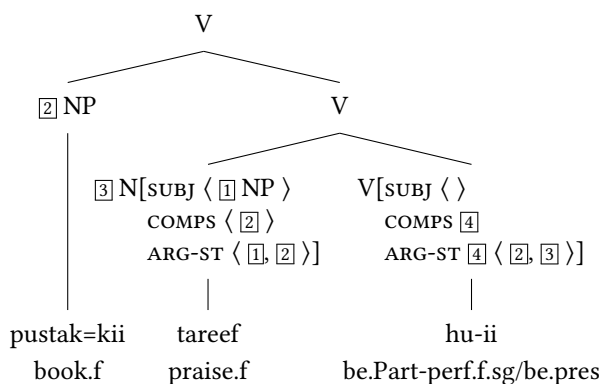 V
[2] NP V
[3] N[SUBJ ⟨ [1] NP ⟩ V[SUBJ ⟨ ⟩
COMPS ⟨ [2] ⟩ COMPS [4]
ARG-ST ⟨ [1], [2] ⟩] ARG-ST [4] ⟨ [2], [3] ⟩]
pustak=kii tareef hu-ii
book.f praise.f be.Part-perf.f.sg/be.pres